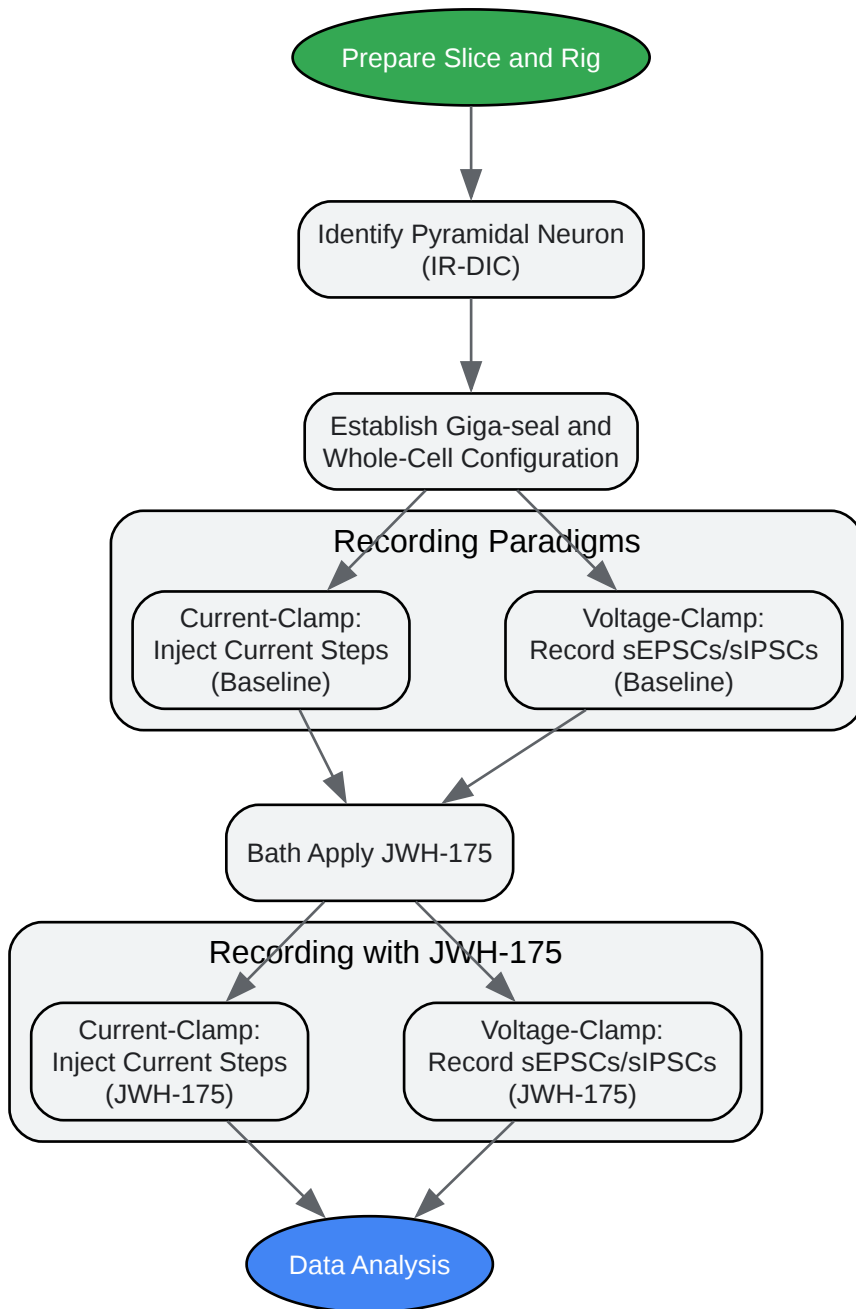 Prepare Slice and Rig
Identify Pyramidal Neuron
(IR-DIC)
Establish Giga-seal and
Whole-Cell Configuration
Recording Paradigms
Current-Clamp:
Inject Current Steps
(Baseline)
Voltage-Clamp:
Record sEPSCs/sIPSCs
(Baseline)
Bath Apply JWH-175
Recording with JWH-175
Current-Clamp:
Inject Current Steps
(JWH-175)
Voltage-Clamp:
Record sEPSCs/sIPSCs
(JWH-175)
Data Analysis